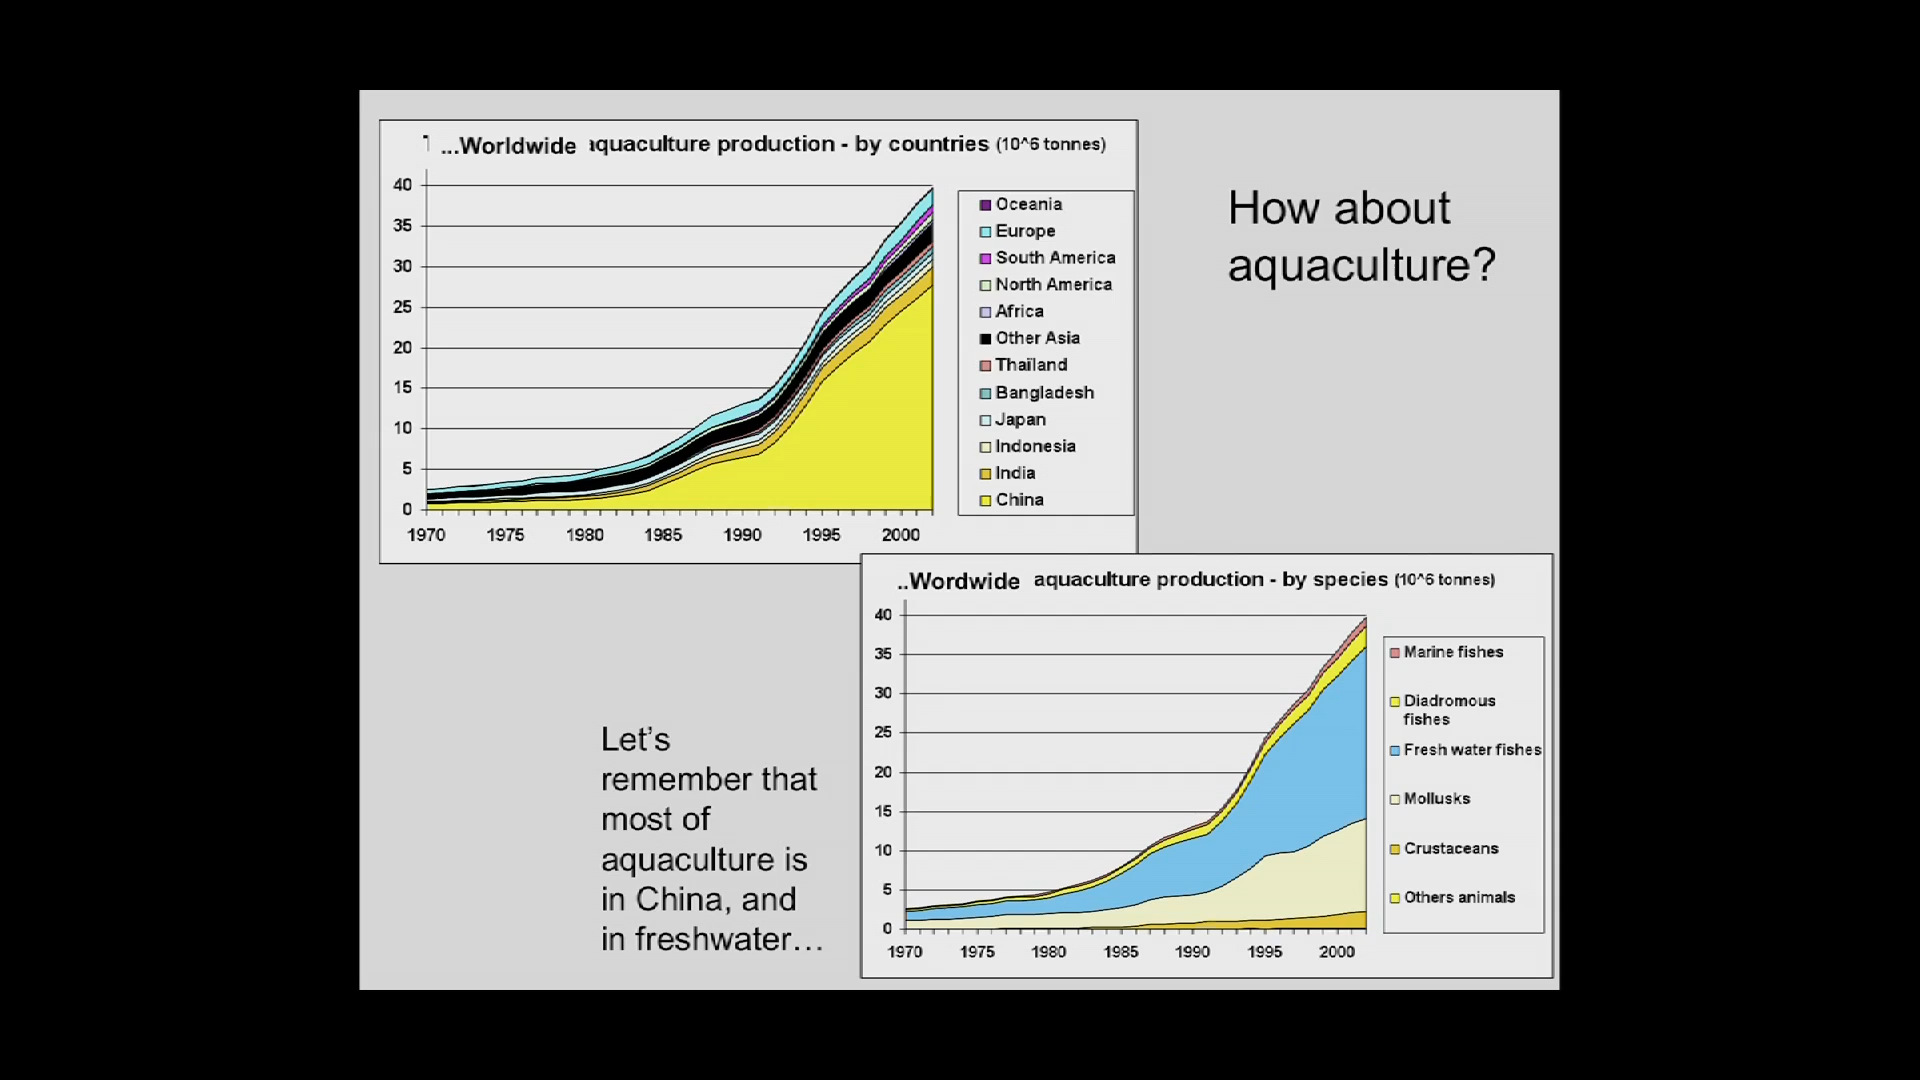 ...Worldwide aquaculture production - by countries (10^6 tonnes)
40
35
30
25
20
15
10
5
0
1970 1975 1980 1985 1990 1995 2000
Oceania
Europe
South America
North America
Africa
Other Asia
Thaïland
Bangladesh
Japan
Indonesia
India
China
How about
aquaculture?
Let's
remember that
most of
aquaculture is
in China, and
in freshwater…
..Wordwide aquaculture production - by species (10^6 tonnes)
40
35
30
25
20
15
10
5
0
1970 1975 1980 1985 1990 1995 2000
Marine fishes
Diadromous
fishes
Fresh water fishes
Mollusks
Crustaceans
Others animals